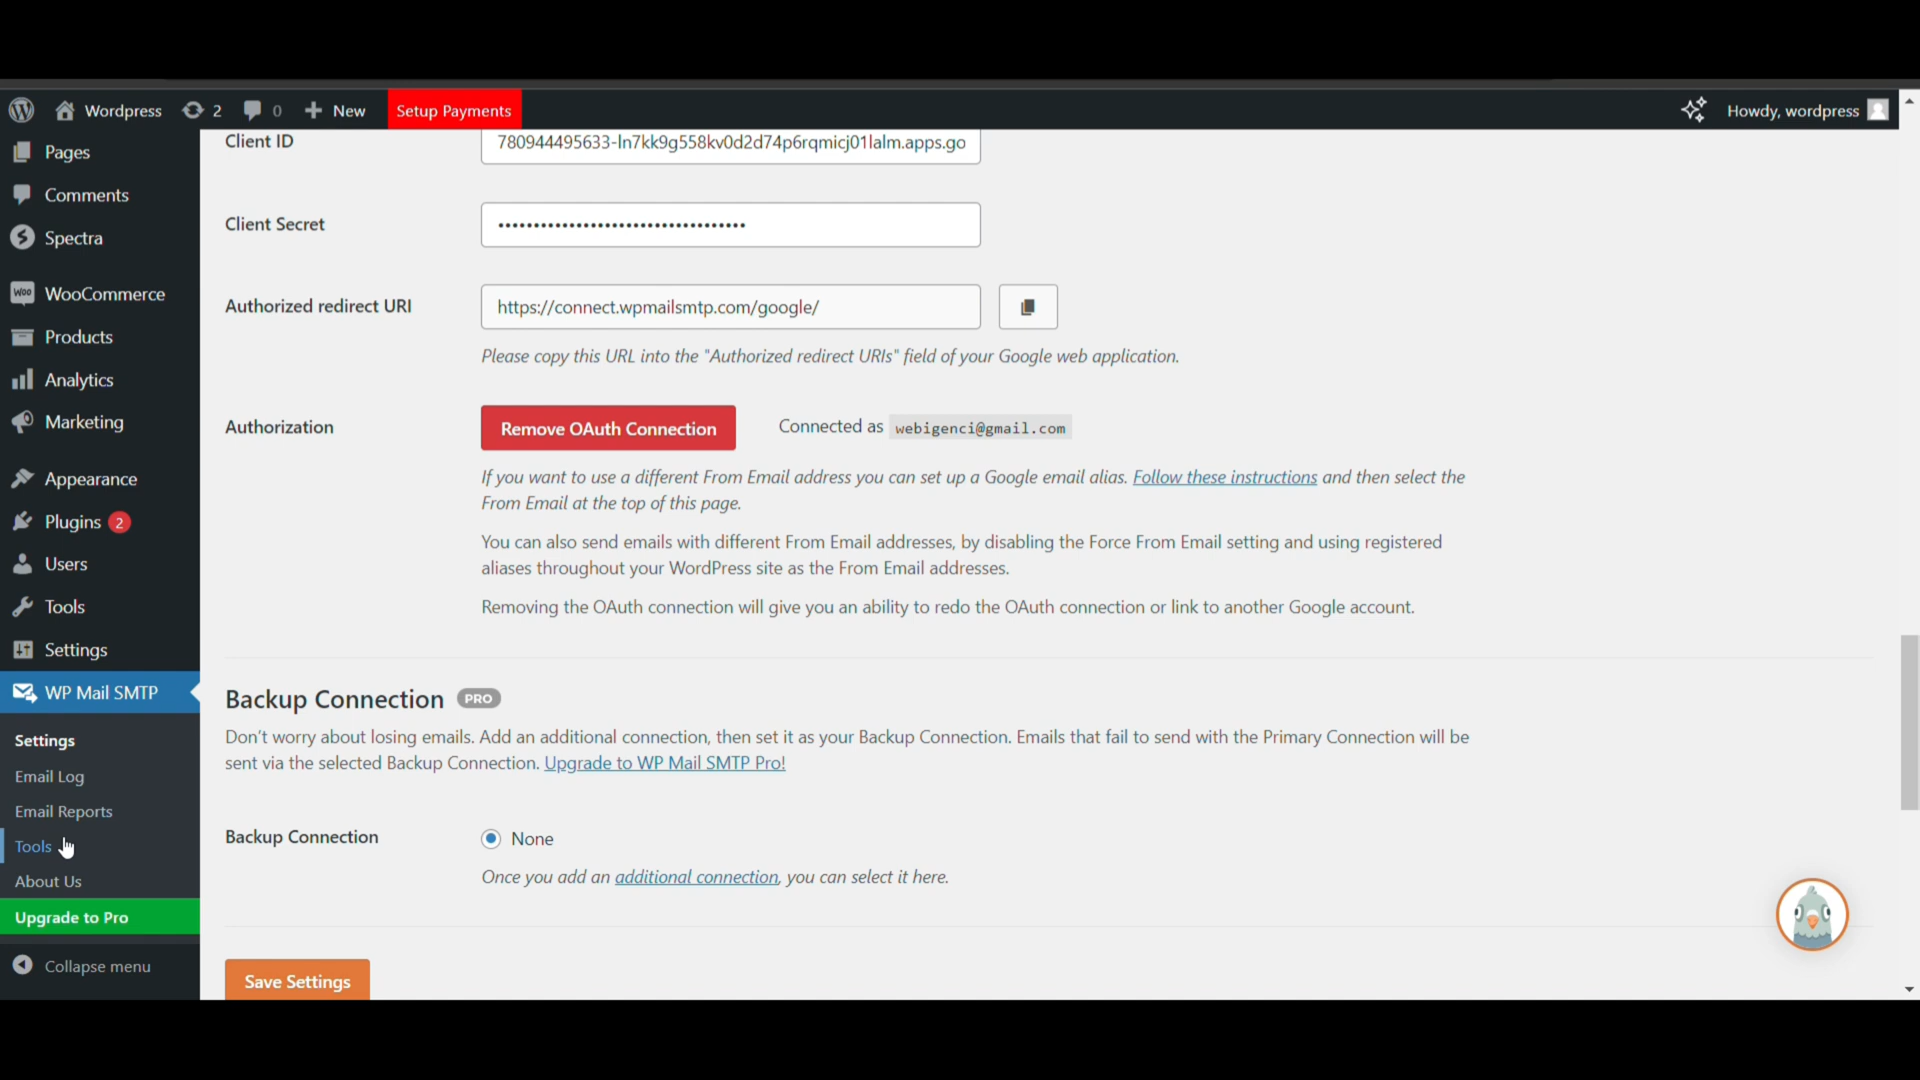 Wordpress 2 0 New Setup Payments Howdy, wordpress
Pages
Comments
Spectra
WooCommerce
Products
Analytics
Marketing
Appearance
Plugins 2
Users
Tools
Settings
WP Mail SMTP
Settings
Email Log
Email Reports
Tools
About Us
Upgrade to Pro
Collapse menu
Client ID
780944495633-ln7kk9g558kv0d2d74p6rqmicj01lalm.apps.go
Client Secret
Authorized redirect URI
https://connect.wpmailsmtp.com/google/
Please copy this URL into the "Authorized redirect URIs" field of your Google web application.
Authorization
Remove OAuth Connection
Connected as webigenci@gmail.com
If you want to use a different From Email address you can set up a Google email alias. Follow these instructions and then select the
From Email at the top of this page.
You can also send emails with different From Email addresses, by disabling the Force From Email setting and using registered
aliases throughout your WordPress site as the From Email addresses.
Removing the OAuth connection will give you an ability to redo the OAuth connection or link to another Google account.
Backup Connection PRO
Don't worry about losing emails. Add an additional connection, then set it as your Backup Connection. Emails that fail to send with the Primary Connection will be
sent via the selected Backup Connection. Upgrade to WP Mail SMTP Pro!
Backup Connection
None
Once you add an additional connection, you can select it here.
Save Settings